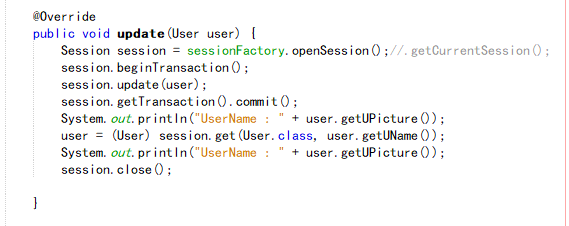 @Override
public void update(User user) {
Session session = sessionFactory.openSession();//.getCurrentSession();
session.beginTransaction();
session.update(user);
session.getTransaction().commit();
System.out.println("UserName : " + user.getUPicture());
user = (User) session.get(User.class, user.getUName());
System.out.println("UserName : " + user.getUPicture());
session.close();
}